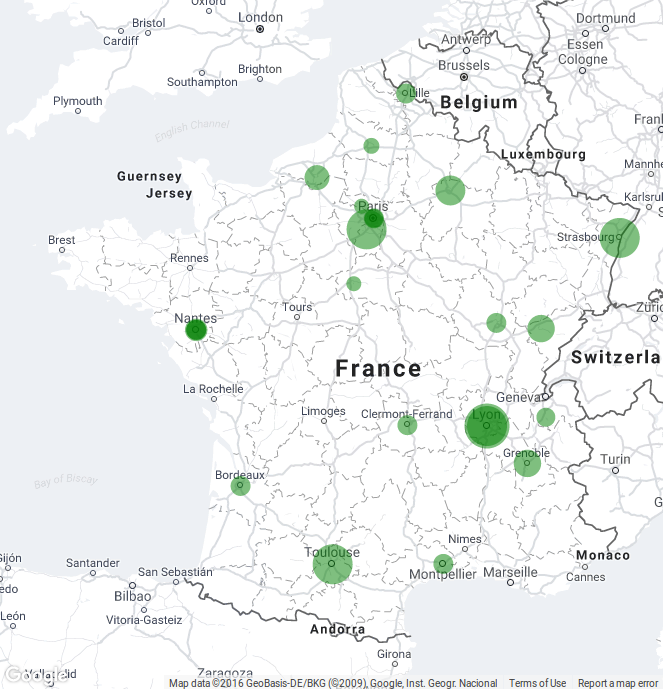 Oxford
London
Bristol
Cardiff
Southampton
Brighton
Plymouth
English Channel
Guernsey
Jersey
Antwerp
Brussels
Belgium
Dortmund
Essen
Cologne
Lille
Luxembourg
Frank
Mannhe
Karlsru
Strasbourg
Paris
Brest
Rennes
Nantes
Tours
France
Züric
Switzerla
Geneva
La Rochelle
Limoges
Clermont-Ferrand
Lyon
Grenoble
Turin
Bay of Biscay
Bordeaux
Toulouse
Nimes
Montpellier
Marseille
Monaco
Cannes
Gijón
edo
León
Santander
San Sebastián
Bilbao
Vitoria-Gasteiz
Andorra
Girona
Zaragoza
Valladolid
Google
Map data ©2016 GeoBasis-DE/BKG (©2009), Google, Inst. Geogr. Nacional Terms of Use Report a map error